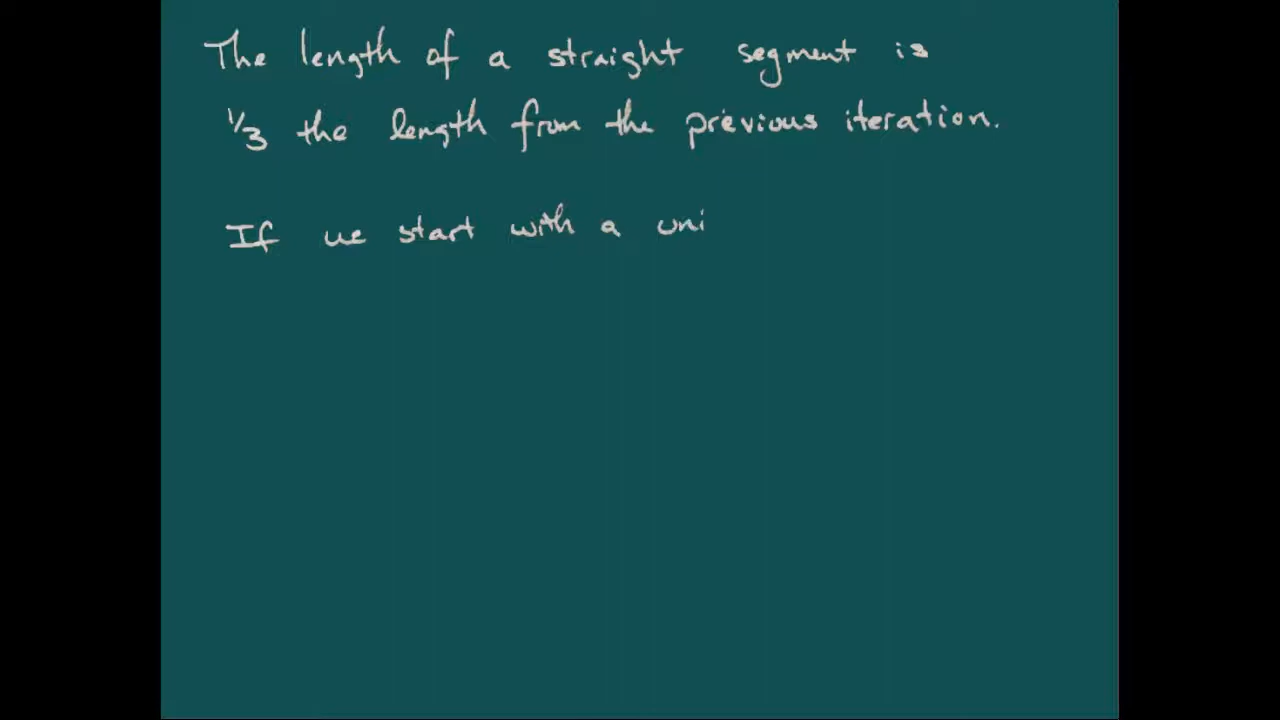 The length of a straight segment is
1/3 the length from the previous iteration.
If we start with a uni